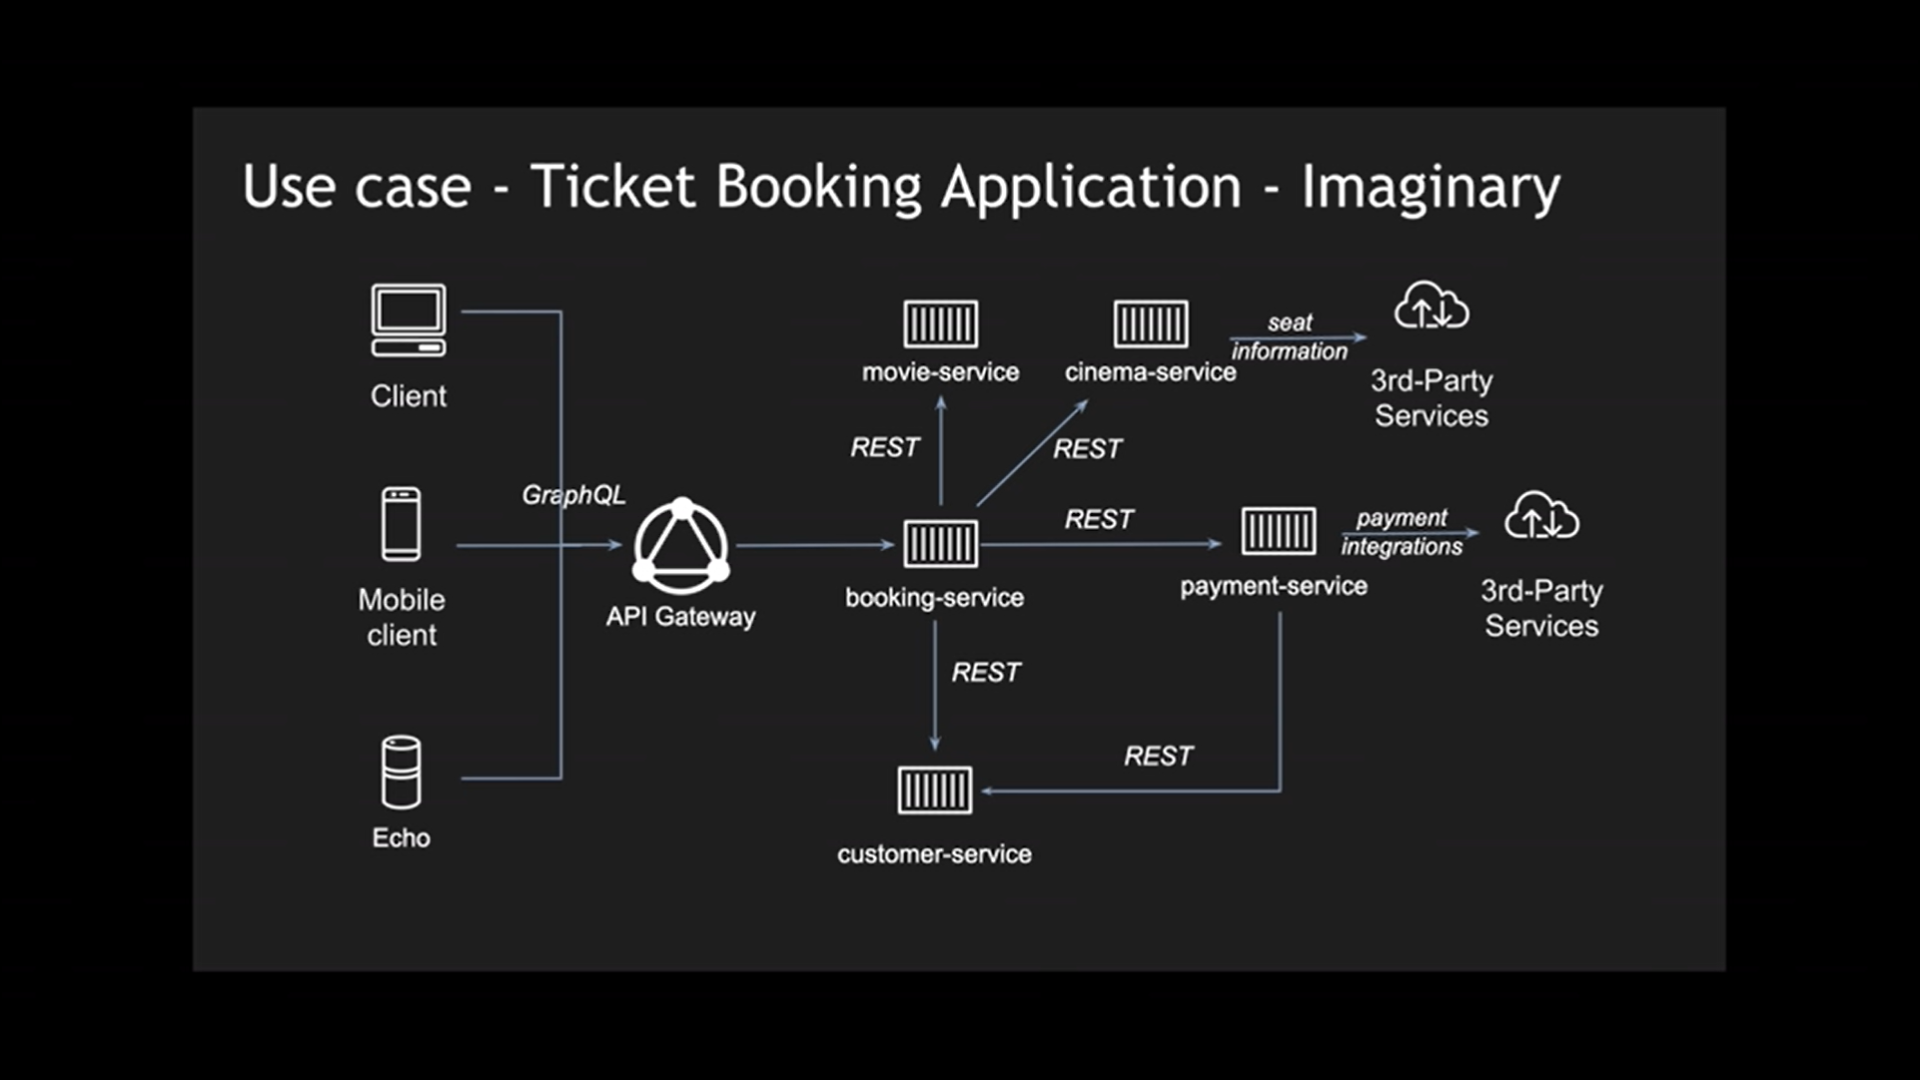 Use case - Ticket Booking Application - Imaginary
Client
Mobile
client
Echo
GraphQL
API Gateway
movie-service
cinema-service
seat
information
3rd-Party
Services
REST
REST
booking-service
REST
payment-service
payment
integrations
3rd-Party
Services
REST
REST
customer-service